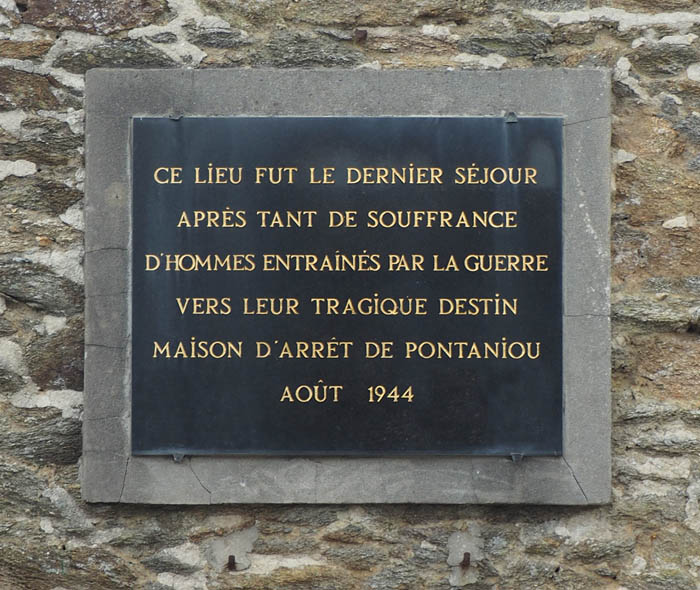 CE LIEU FUT LE DERNIER SÉJOUR
APRÈS TANT DE SOUFFRANCE
D'HOMMES ENTRAÎNÉS PAR LA GUERRE
VERS LEUR TRAGIQUE DESTIN
MAISON D'ARRÊT DE PONTANIOU
AOÛT 1944